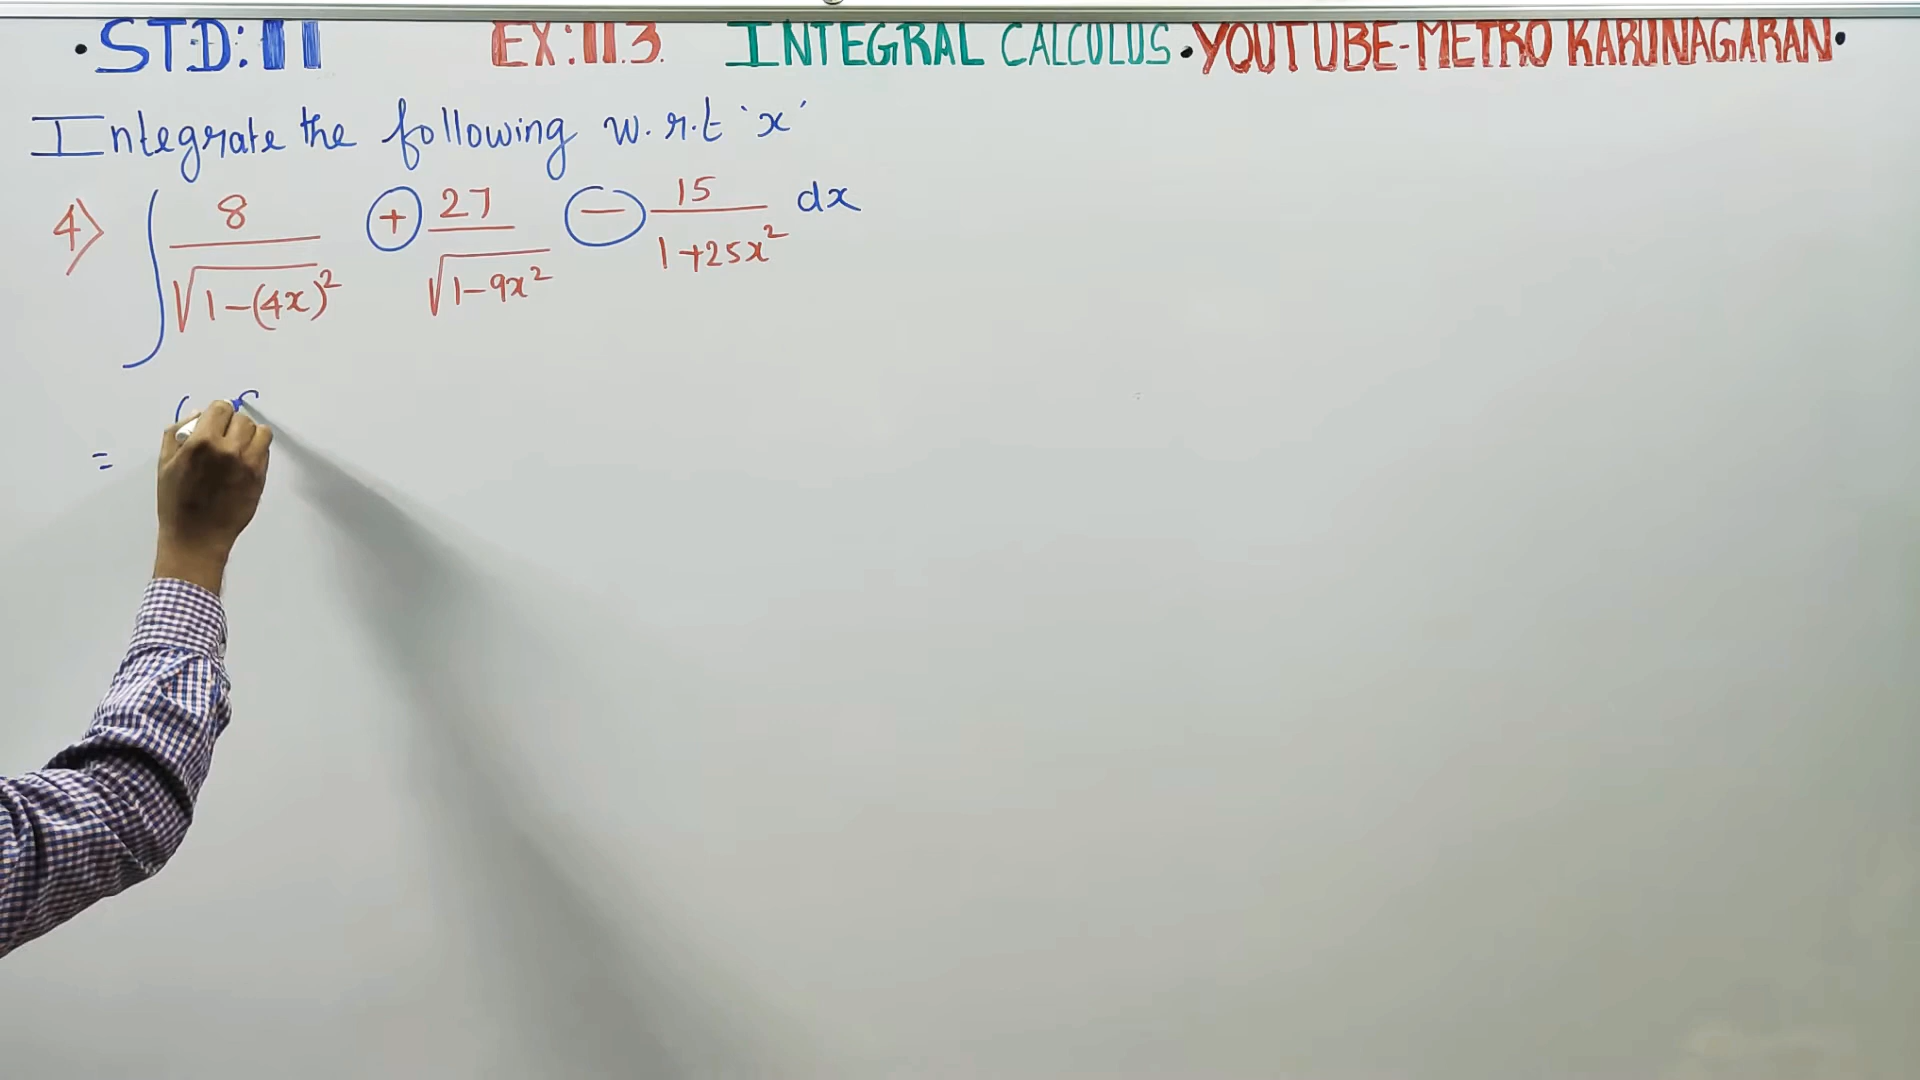 •STD:11 EX:11.3. INTEGRAL CALCULUS•YOUTUBE-METRO KARUNAGARAN•
Integrate the following w.r.t 'x'
4) ∫ 8/√1-(4x)² + 27/√1-9x² - 15/1+25x² dx
=